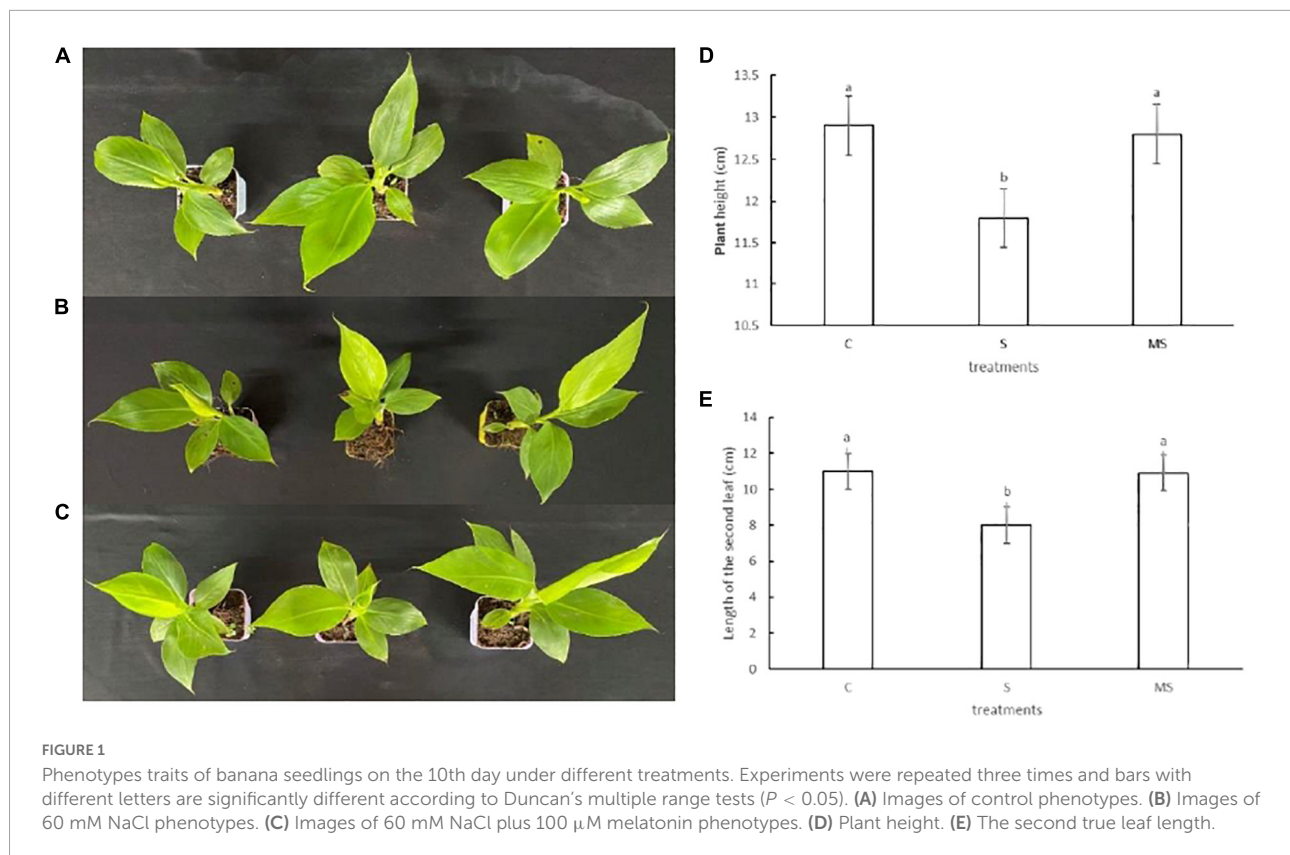 A
B
C
D
13.5
13
12.5
12
11.5
11
10.5
Plant height (cm)
a
b
a
C
S
MS
treatments
E
14
12
10
8
6
4
2
0
Length of the second leaf (cm)
a
b
a
C
S
MS
treatments
FIGURE 1
Phenotypes traits of banana seedlings on the 10th day under different treatments. Experiments were repeated three times and bars with
different letters are significantly different according to Duncan’s multiple range tests (P < 0.05). (A) Images of control phenotypes. (B) Images of
60 mM NaCl phenotypes. (C) Images of 60 mM NaCl plus 100 μM melatonin phenotypes. (D) Plant height. (E) The second true leaf length.